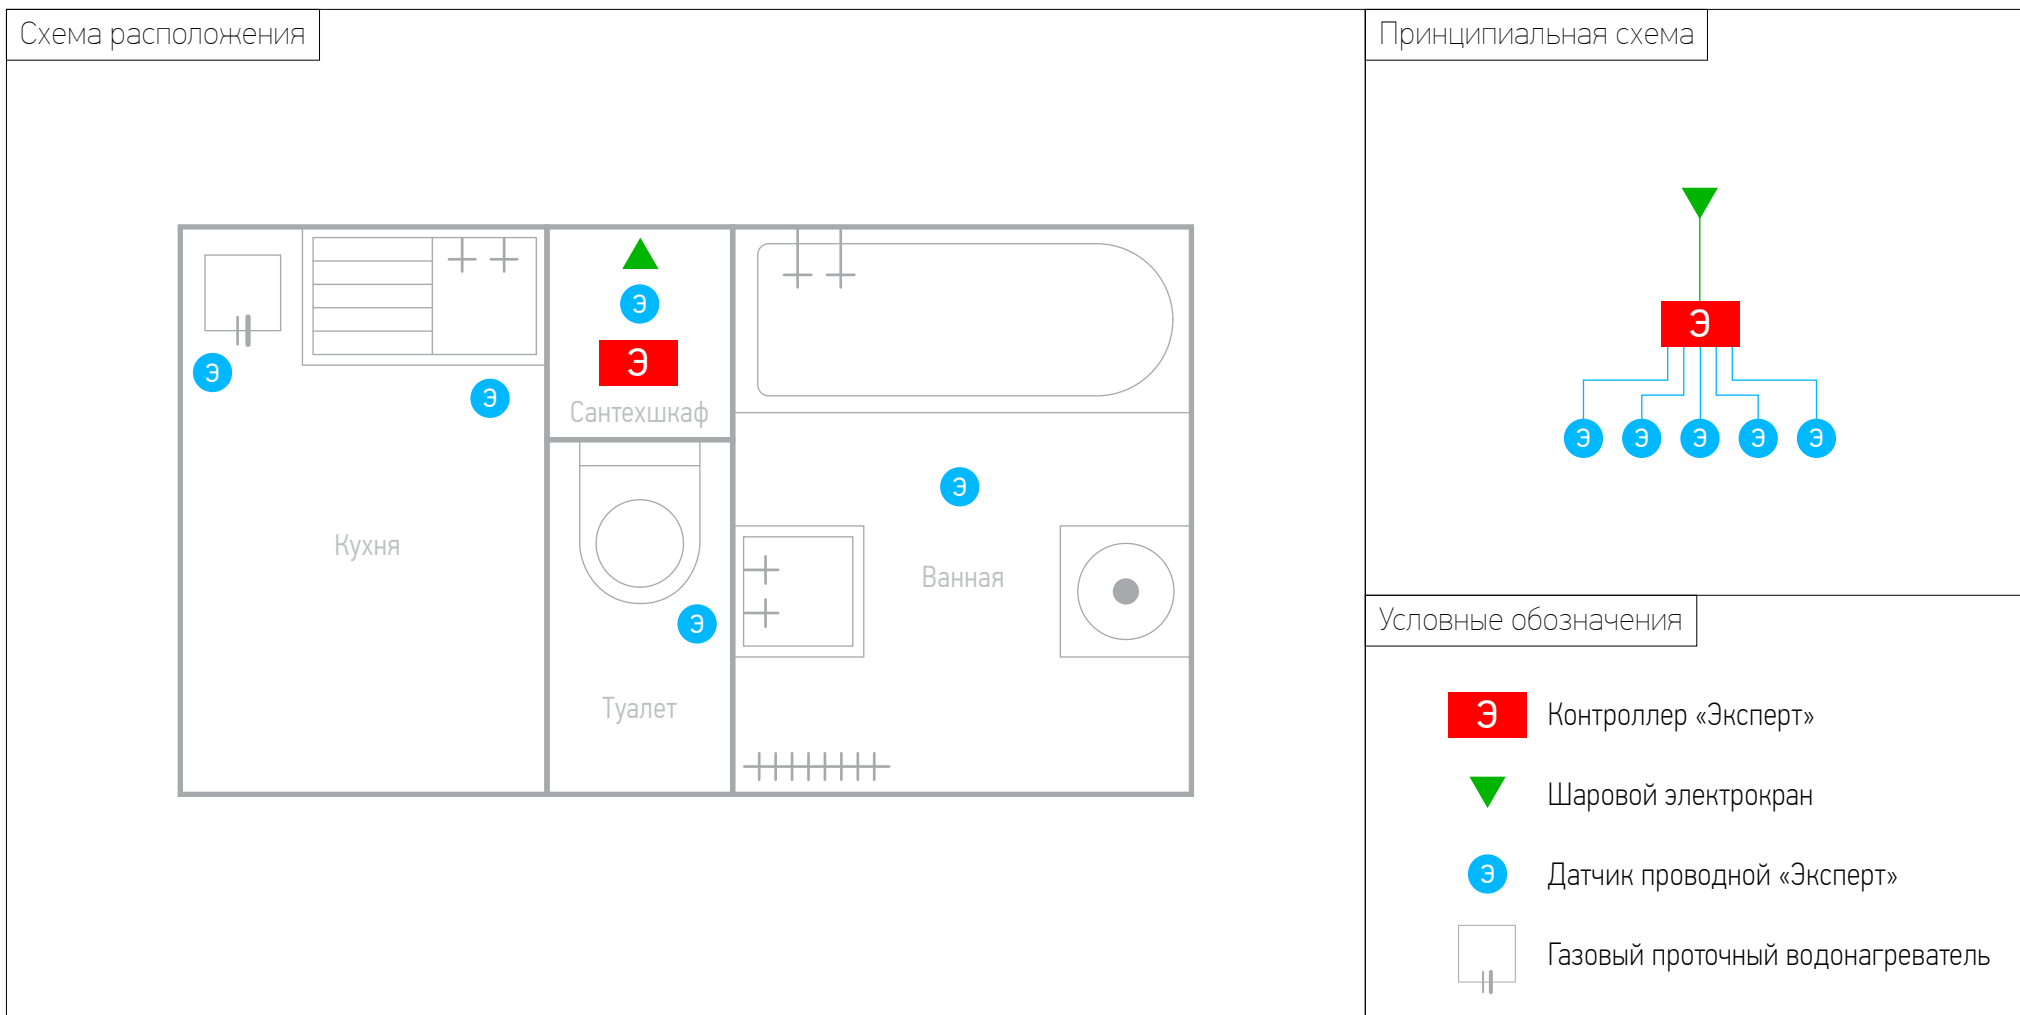 Схема расположения
Э
Э
Э
Э
Сантехшкаф
Э
Кухня
Ванная
Э
Туалет
Принципиальная схема
Э
Э Э Э Э Э
Условные обозначения
Э Контроллер «Эксперт»
Шаровой электрокран
Э Датчик проводной «Эксперт»
Газовый проточный водонагреватель